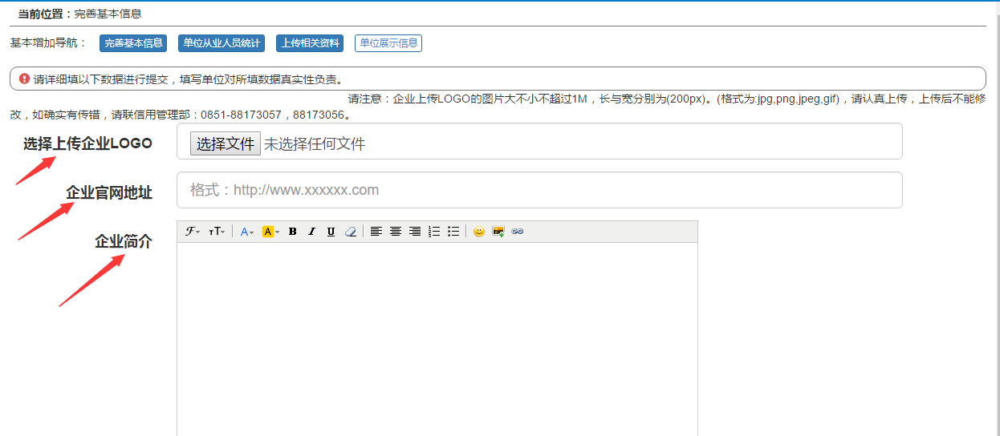 当前位置：完善基本信息
基本增加导航： 完善基本信息 单位从业人员统计 上传相关资料 单位展示信息
请详细填以下数据进行提交，填写单位对所填数据真实性负责。
请注意：企业上传LOGO的图片大不小不超过1M，长与宽分别为(200px)。(格式为:jpg,png,jpeg,gif)，请认真上传，上传后不能修
改，如确实有传错，请联信用管理部：0851-88173057，88173056。
选择上传企业LOGO 选择文件 未选择任何文件
企业官网地址 格式：http://www.xxxxxx.com
企业简介 F тT A A B I U